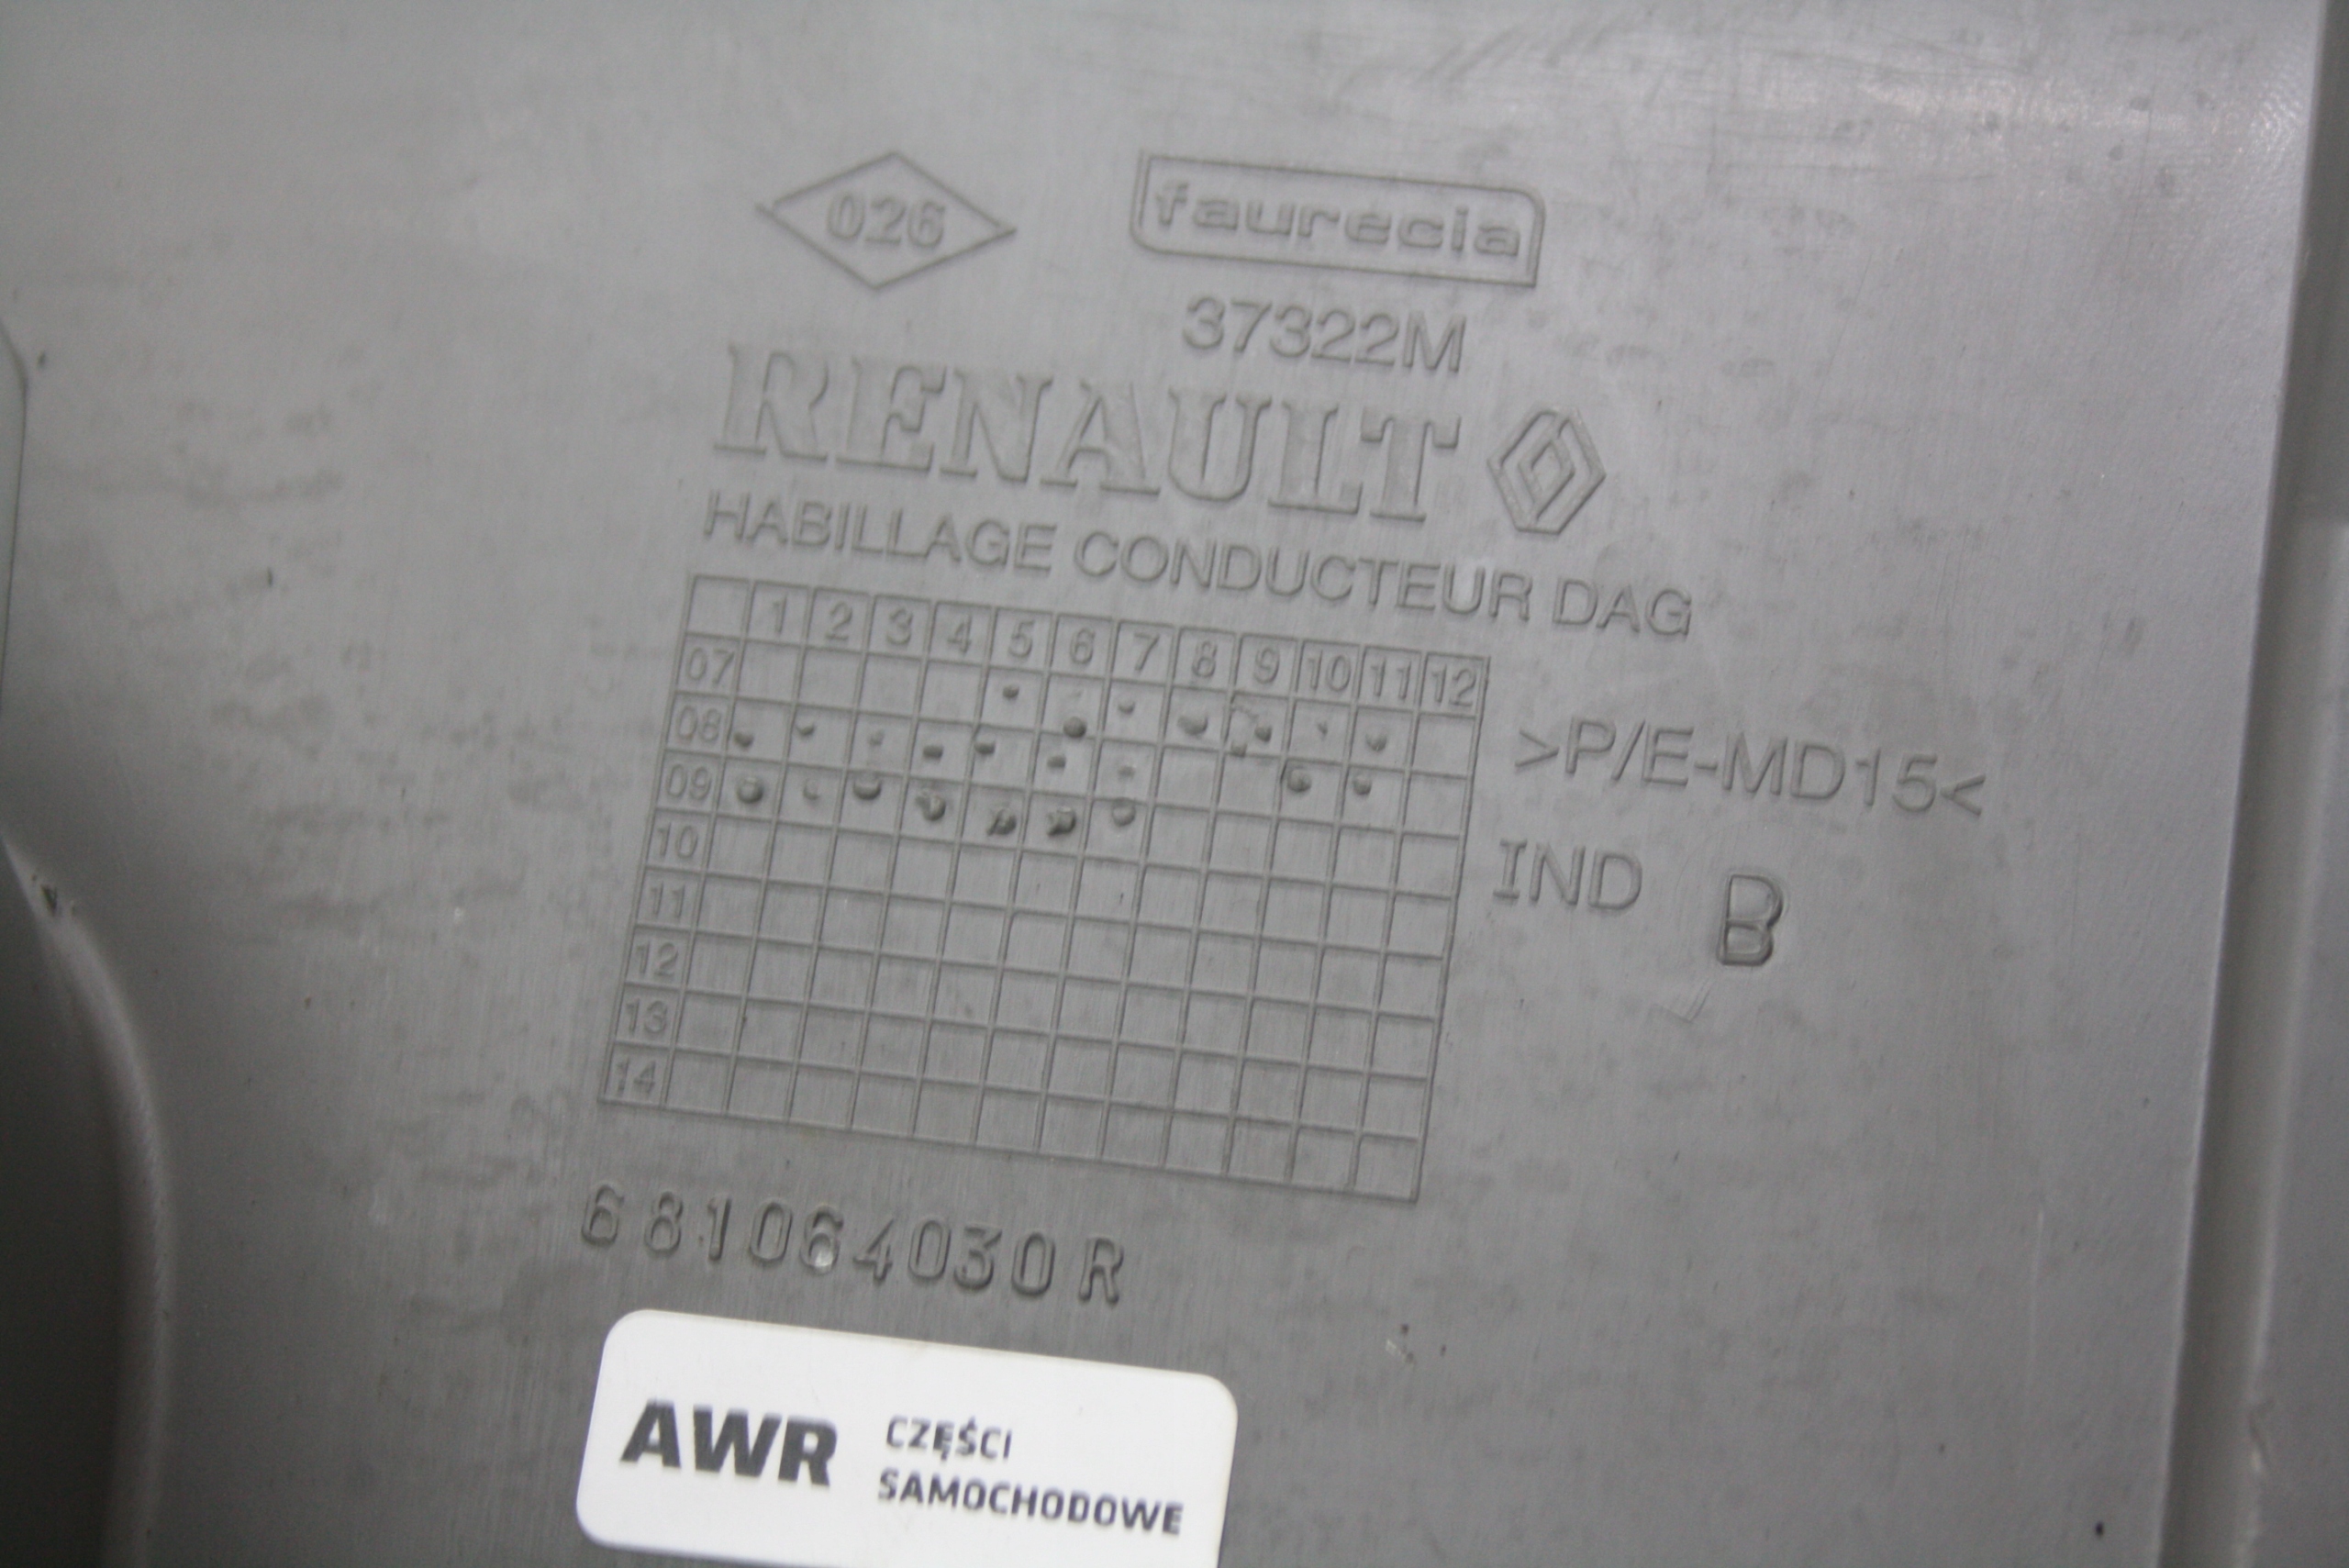 026
faurecia
37322M
RENAULT
HABILLAGE CONDUCTEUR DAG
1 2 3 4 5 6 7 8 9 10 11 12
07
08
09
10
11
12
13
14
>P/E-MD15<
IND B
681064030R
AWR CZĘŚCI
SAMOCHODOWE